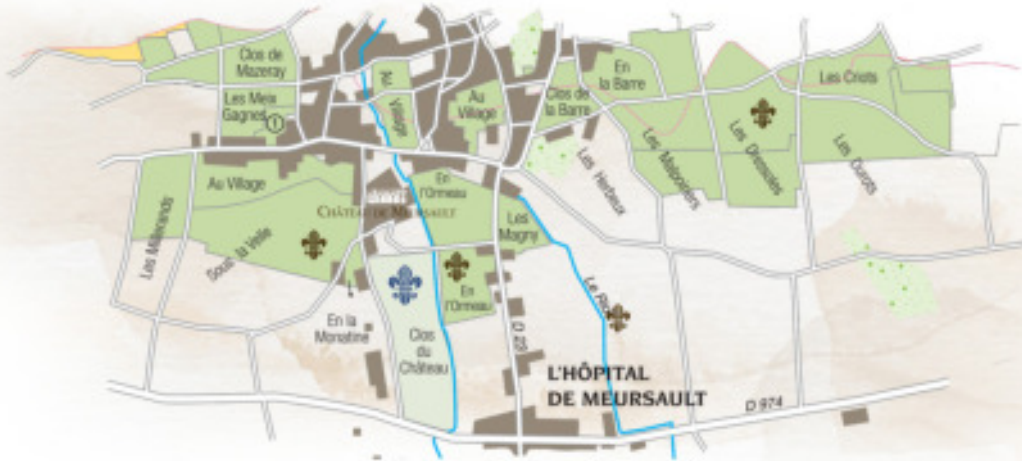 Clos de
Mazeray
Les Meix
Gagnes
Au Village
Au
Village
Clos de
la Barre
En
la Barre
Les Criots
Les Malpoiriers
Les Dressoles
Les Durots
Les Herbeux
Au Village
En
l'Ormeau
CHÂTEAU DE MEURSAULT
Les
Magny
Les Millerands
Sous la Velle
En
l'Ormeau
En la
Monatine
Clos
du
Château
D 23
L'HÔPITAL
DE MEURSAULT
D 974